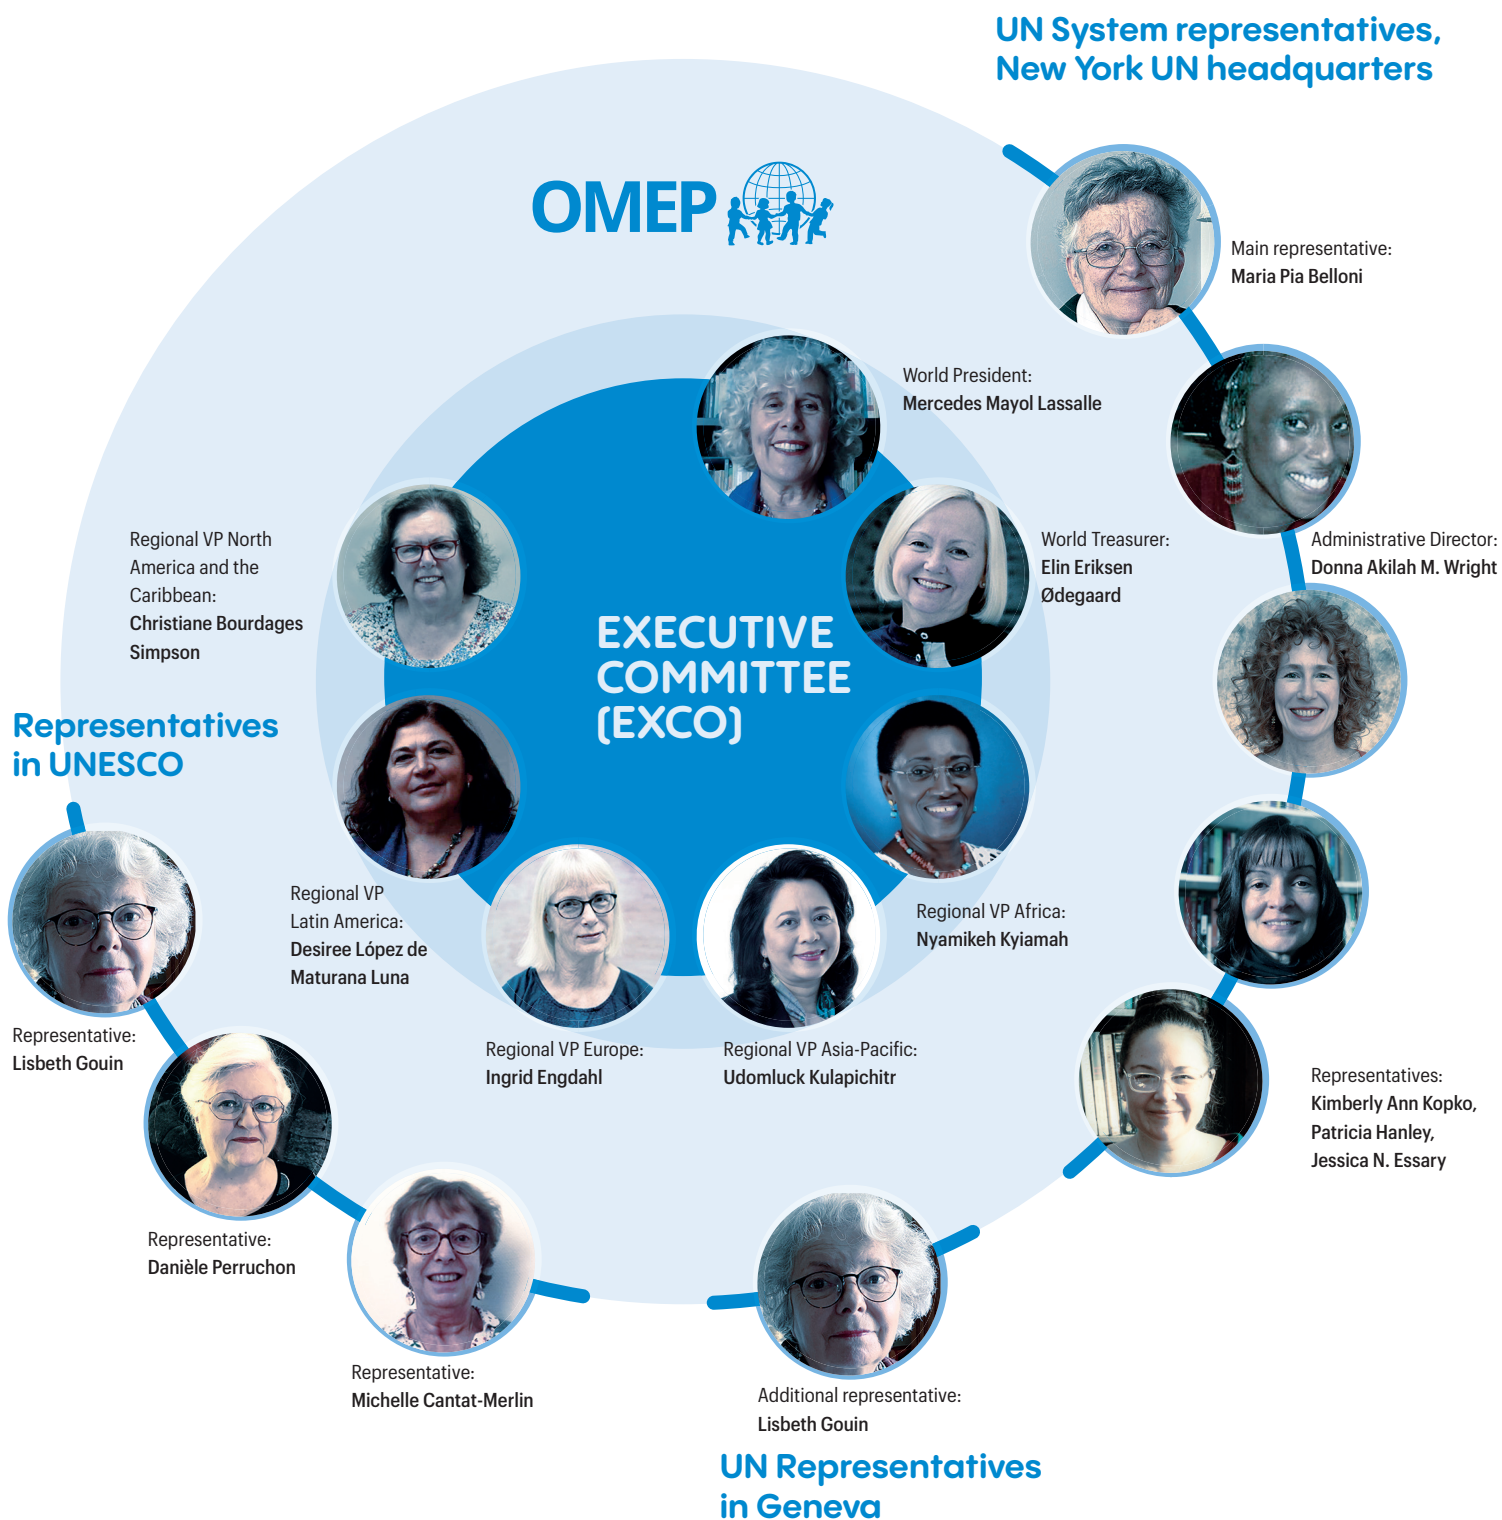 UN System representatives,
New York UN headquarters
OMEP
Main representative:
Maria Pia Belloni
World President:
Mercedes Mayol Lassalle
Administrative Director:
Donna Akilah M. Wright
World Treasurer:
Elin Eriksen
Ødegaard
Regional VP North
America and the
Caribbean:
Christiane Bourdages
Simpson
EXECUTIVE
COMMITTEE
(EXCO)
Representatives
in UNESCO
Regional VP
Latin America:
Desiree López de
Maturana Luna
Regional VP Africa:
Nyamikeh Kyiamah
Representative:
Lisbeth Gouin
Regional VP Europe:
Ingrid Engdahl
Regional VP Asia-Pacific:
Udomluck Kulapichitr
Representatives:
Kimberly Ann Kopko,
Patricia Hanley,
Jessica N. Essary
Representative:
Danièle Perruchon
Representative:
Michelle Cantat-Merlin
Additional representative:
Lisbeth Gouin
UN Representatives
in Geneva